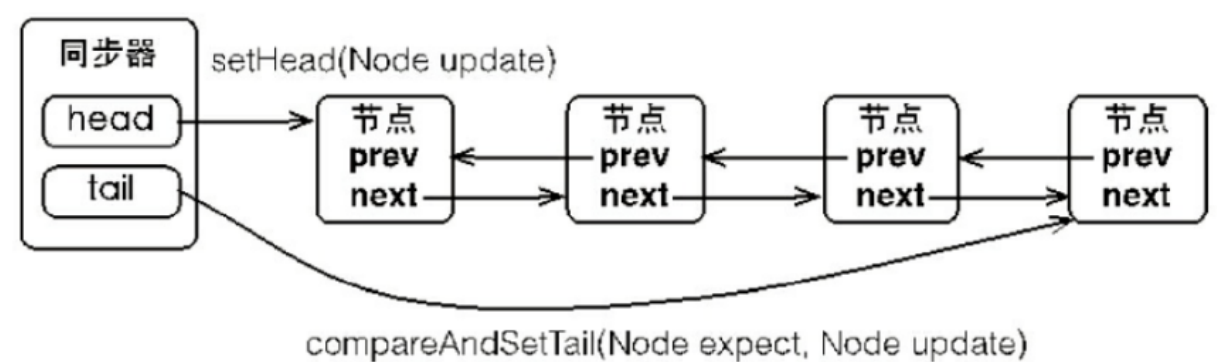 同步器
setHead(Node update)
head
tail
节点
prev
next
节点
prev
next
节点
prev
next
节点
prev
next
compareAndSetTail(Node expect, Node update)